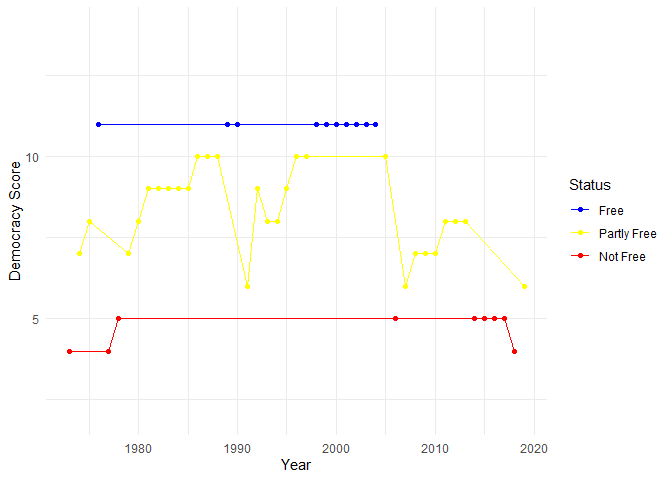 Democracy Score
10
5
1980
1990
2000
2010
2020
Year
Status
Free
Partly Free
Not Free